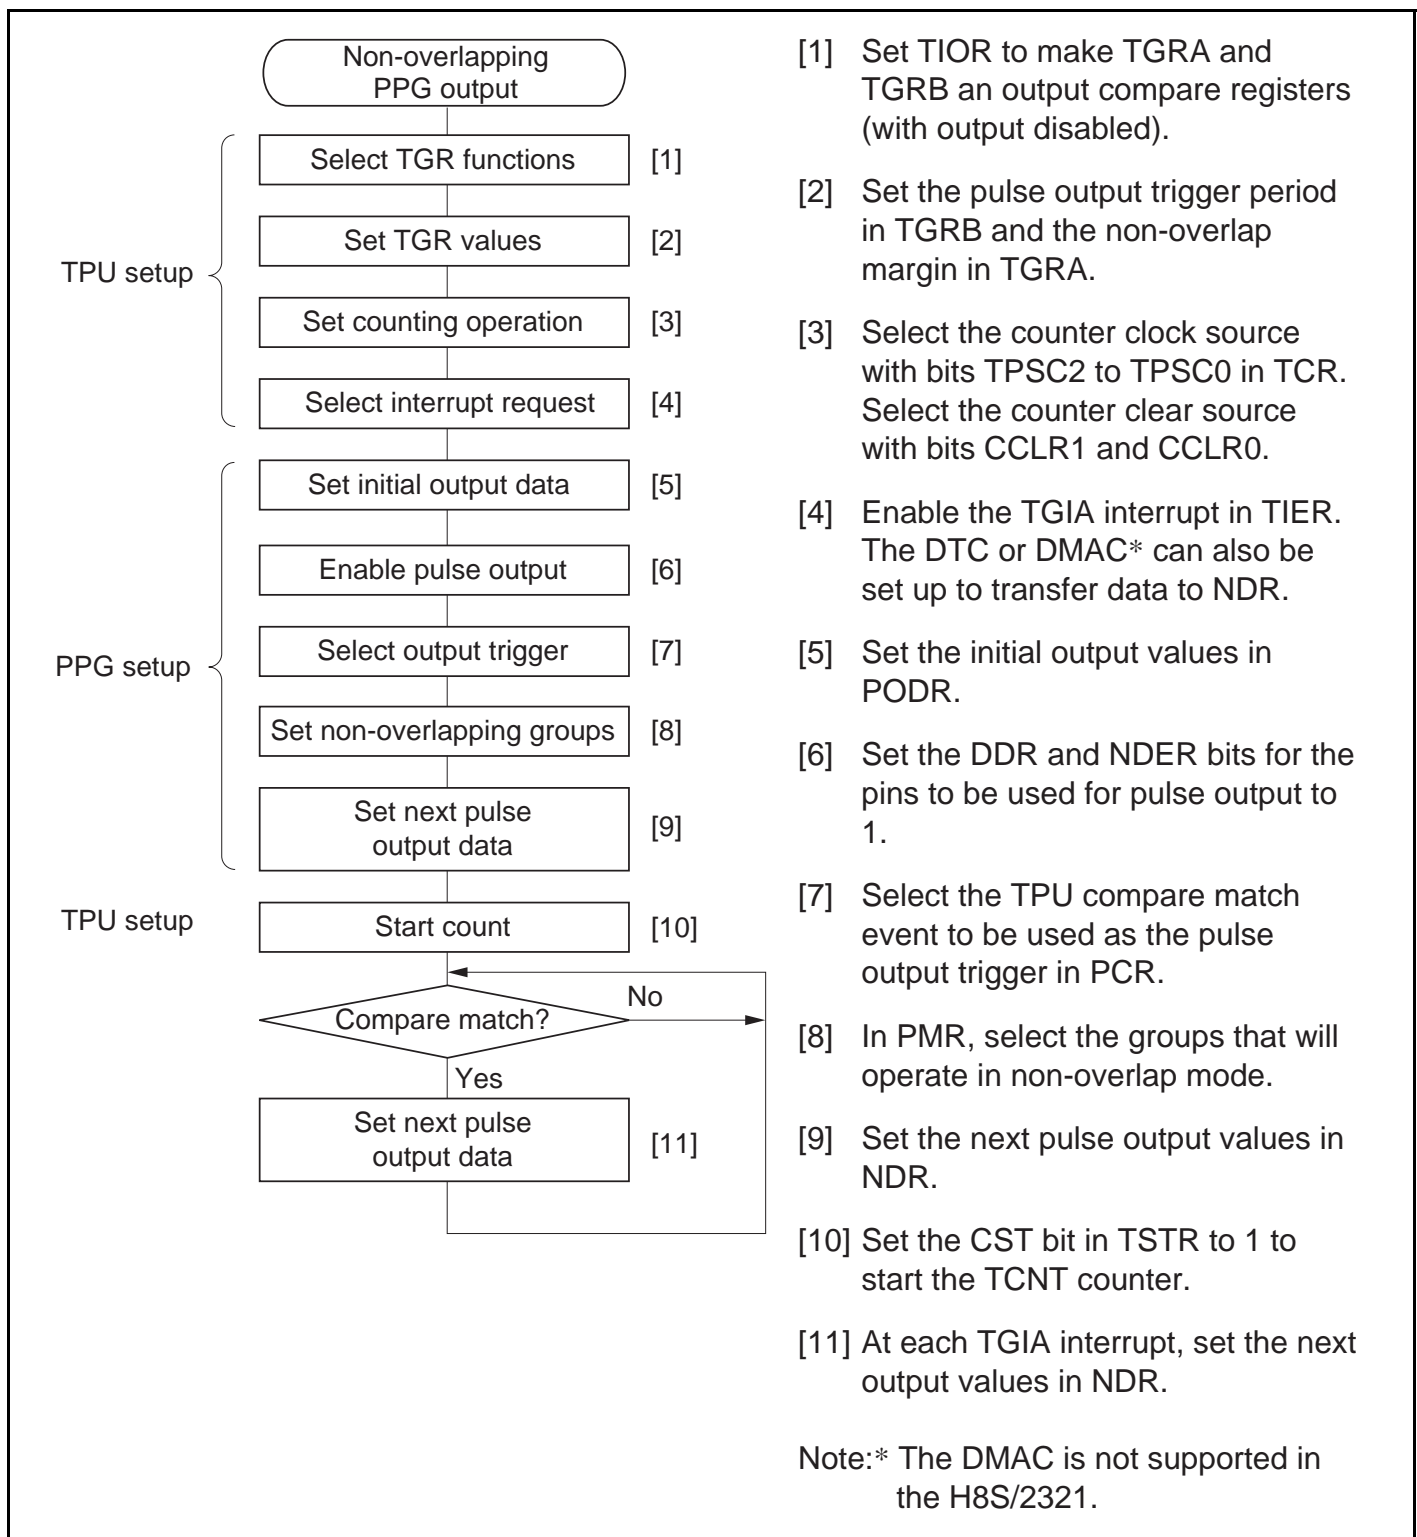 Non-overlapping
PPG output
TPU setup
Select TGR functions [1]
Set TGR values [2]
Set counting operation [3]
Select interrupt request [4]
PPG setup
Set initial output data [5]
Enable pulse output [6]
Select output trigger [7]
Set non-overlapping groups [8]
Set next pulse
output data
[9]
TPU setup
Start count [10]
Compare match?
No
Yes
Set next pulse
output data
[11]
[1] Set TIOR to make TGRA and
TGRB an output compare registers
(with output disabled).
[2] Set the pulse output trigger period
in TGRB and the non-overlap
margin in TGRA.
[3] Select the counter clock source
with bits TPSC2 to TPSC0 in TCR.
Select the counter clear source
with bits CCLR1 and CCLR0.
[4] Enable the TGIA interrupt in TIER.
The DTC or DMAC* can also be
set up to transfer data to NDR.
[5] Set the initial output values in
PODR.
[6] Set the DDR and NDER bits for the
pins to be used for pulse output to
1.
[7] Select the TPU compare match
event to be used as the pulse
output trigger in PCR.
[8] In PMR, select the groups that will
operate in non-overlap mode.
[9] Set the next pulse output values in
NDR.
[10] Set the CST bit in TSTR to 1 to
start the TCNT counter.
[11] At each TGIA interrupt, set the next
output values in NDR.
Note:* The DMAC is not supported in
the H8S/2321.